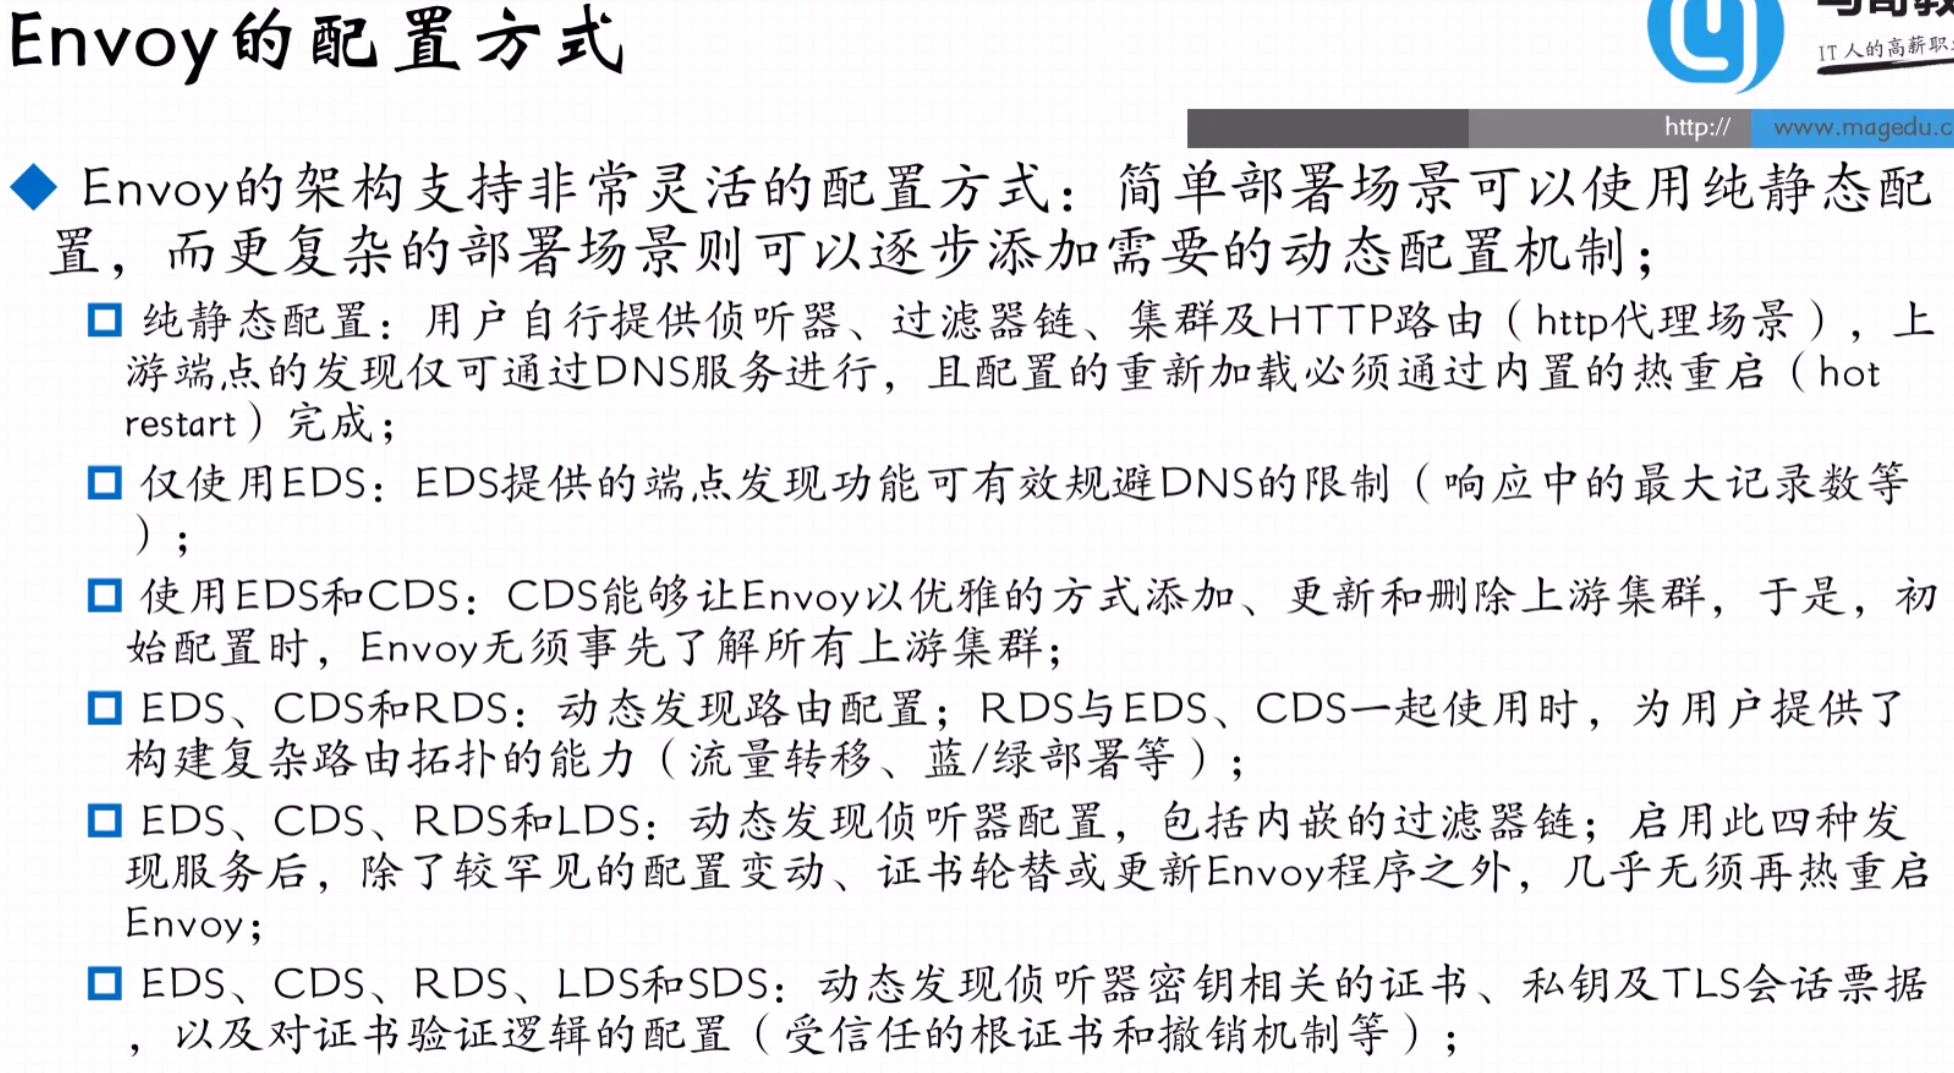 Envoy的配置方式
IT人的高薪职
http://
www.magedu.c
Envoy的架构支持非常灵活的配置方式：简单部署场景可以使用纯静态配
置，而更复杂的部署场景则可以逐步添加需要的动态配置机制；
纯静态配置：用户自行提供侦听器、过滤器链、集群及HTTP路由（http代理场景），上
游端点的发现仅可通过DNS服务进行，且配置的重新加载必须通过内置的热重启（hot
restart）完成；
仅使用EDS：EDS提供的端点发现功能可有效规避DNS的限制（响应中的最大记录数等
）；
使用EDS和CDS：CDS能够让Envoy以优雅的方式添加、更新和删除上游集群，于是，初
始配置时，Envoy无须事先了解所有上游集群；
EDS、CDS和RDS：动态发现路由配置；RDS与EDS、CDS一起使用时，为用户提供了
构建复杂路由拓扑的能力（流量转移、蓝/绿部署等）；
EDS、CDS、RDS和LDS：动态发现侦听器配置，包括内嵌的过滤器链；启用此四种发
现服务后，除了较罕见的配置变动、证书轮替或更新Envoy程序之外，几乎无须再热重启
Envoy；
EDS、CDS、RDS、LDS和SDS：动态发现侦听器密钥相关的证书、私钥及TLS会话票据
，以及对证书验证逻辑的配置（受信任的根证书和撤销机制等）；